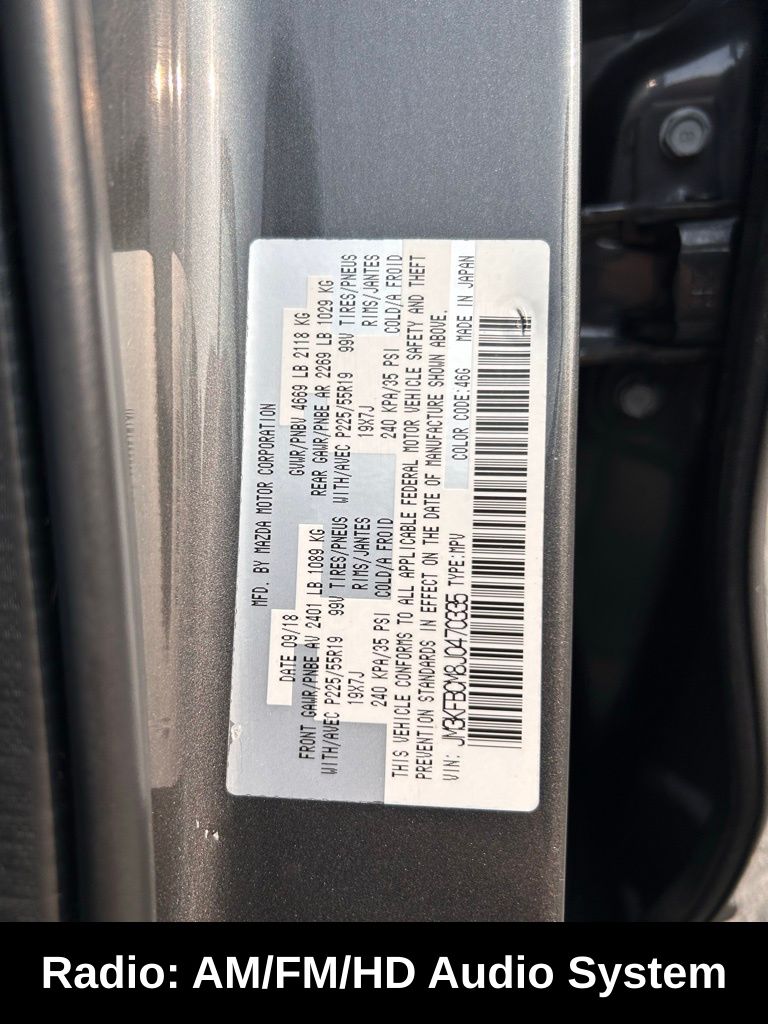 MFD. BY MAZDA MOTOR CORPORATION
DATE 09/18 GVWR/PNBV 4669 LB 2118 KG
FRONT GAWR/PNBE AV 2401 LB 1089 KG REAR GAWR/PNBE AR 2269 LB 1029 KG
WITH/AVEC P225/55R19 99V TIRES/PNEUS WITH/AVEC P225/55R19 99V TIRES/PNEUS
19X7J RIMS/JANTES 19X7J RIMS/JANTES
240 KPA/35 PSI COLD/A FROID 240 KPA/35 PSI COLD/A FROID
THIS VEHICLE CONFORMS TO ALL APPLICABLE FEDERAL MOTOR VEHICLE SAFETY AND THEFT
PREVENTION STANDARDS IN EFFECT ON THE DATE OF MANUFACTURE SHOWN ABOVE.
VIN: JM3KFBCM8J0470335 TYPE:MPV COLOR CODE:46G MADE IN JAPAN
Radio: AM/FM/HD Audio System